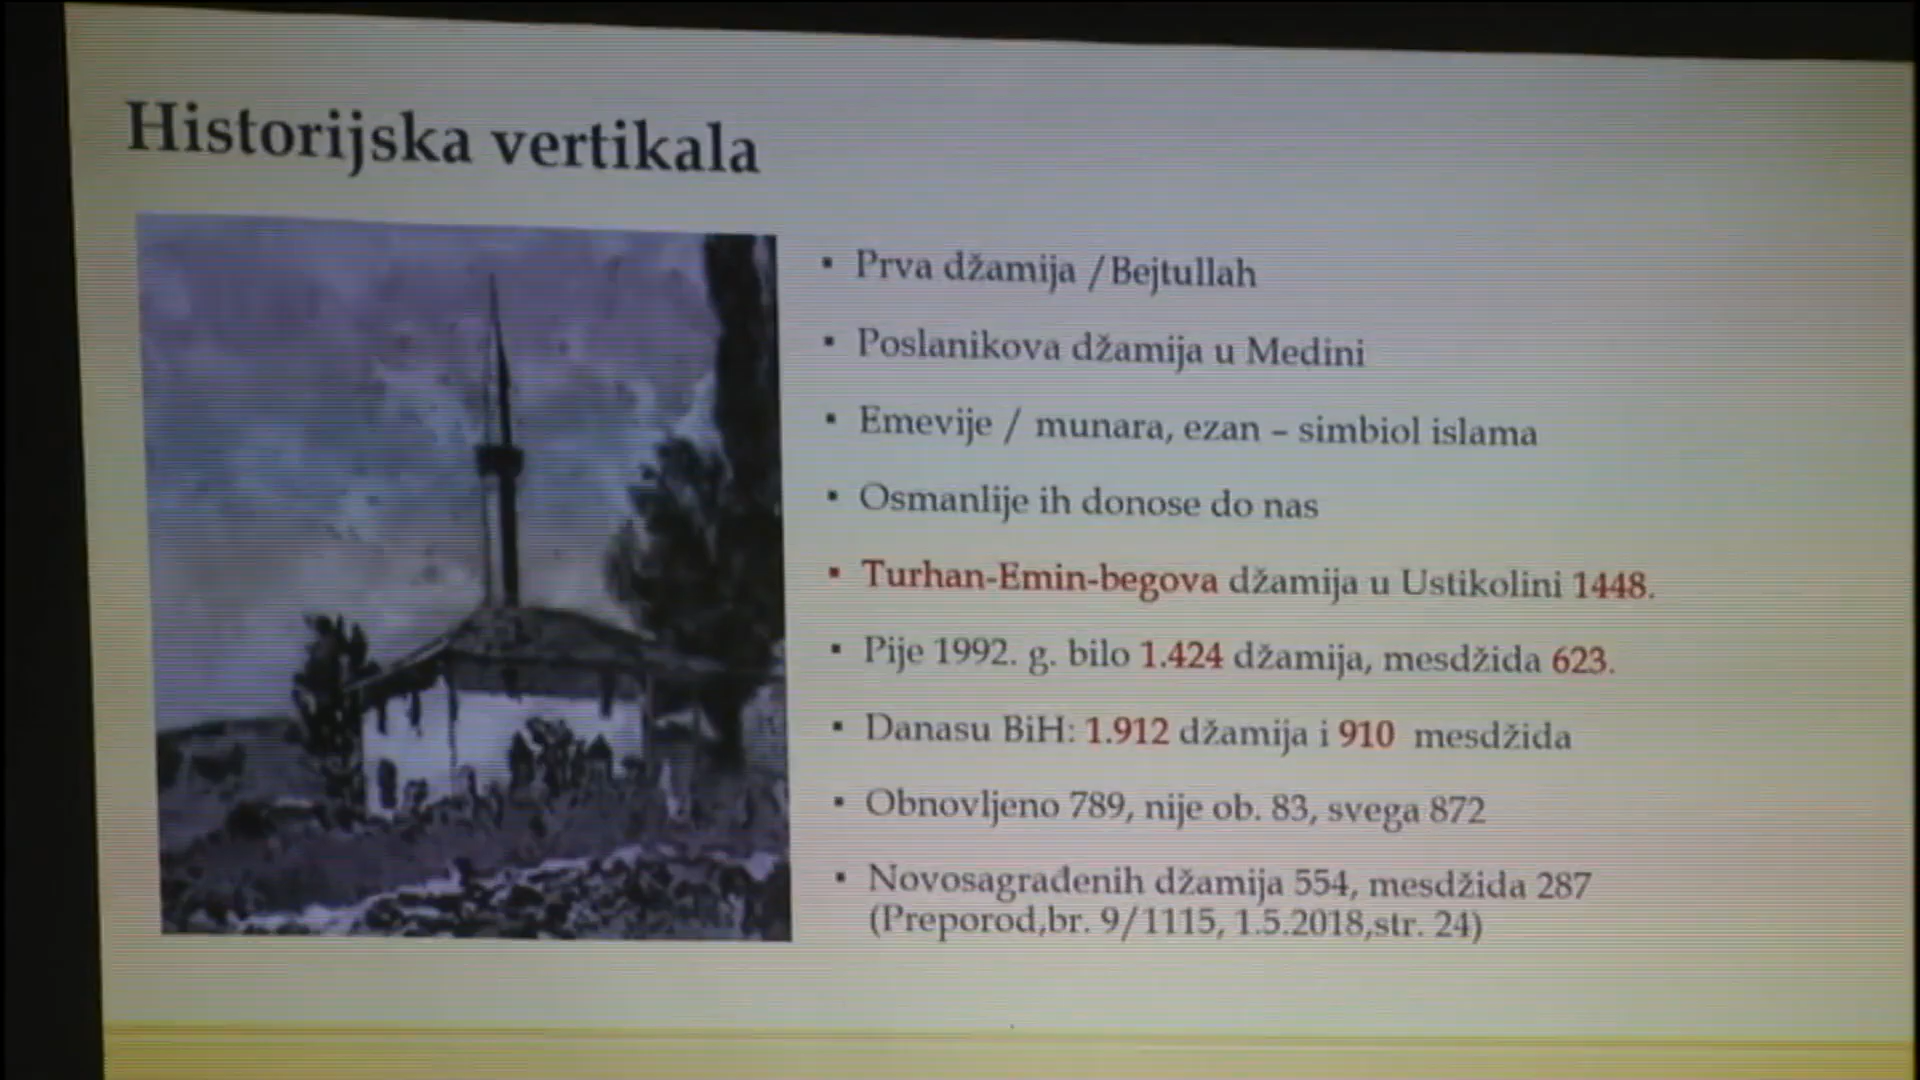 Historijska vertikala
▪ Prva džamija /Bejtullah
▪ Poslanikova džamija u Medini
▪ Emevije / munara, ezan – simbiol islama
▪ Osmanlije ih donose do nas
▪ Turhan-Emin-begova džamija u Ustikolini 1448.
▪ Pije 1992. g. bilo 1.424 džamija, mesdžida 623.
▪ Danasu BiH: 1.912 džamija i 910 mesdžida
▪ Obnovljeno 789, nije ob. 83, svega 872
▪ Novosagrađenih džamija 554, mesdžida 287
(Preporod,br. 9/1115, 1.5.2018,str. 24)